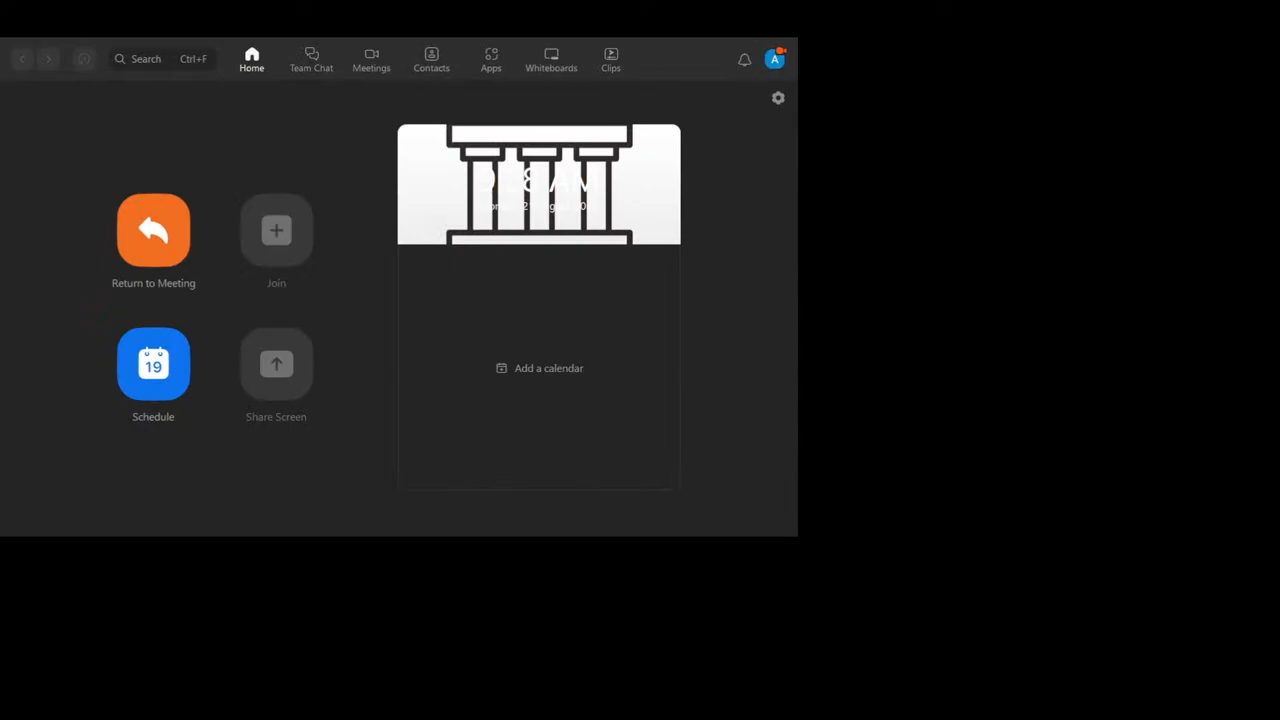 Search Ctrl+F
Home
Team Chat
Meetings
Contacts
Apps
Whiteboards
Clips
A
Return to Meeting
Join
19
Schedule
Share Screen
AM
Add a calendar